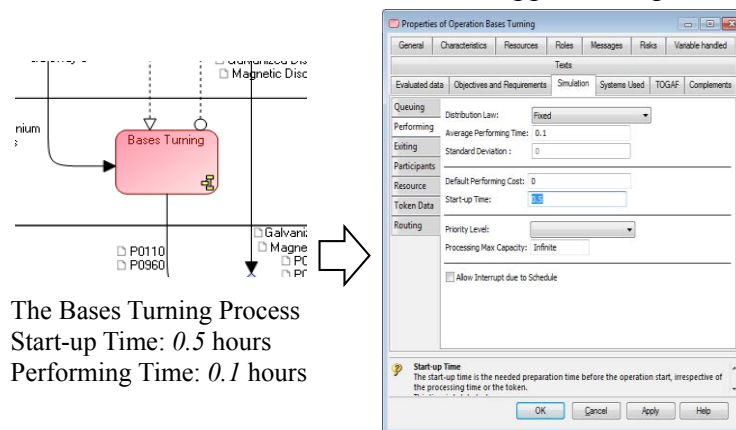 Magnetic Disc
nium
Bases Turning
P0110
P0960
Galvani
Magne
PC
The Bases Turning Process
Start-up Time: 0.5 hours
Performing Time: 0.1 hours
Properties of Operation Bases Turning
General Characteristics Resources Roles Messages Risks Variable handled
Texts
Evaluated data Objectives and Requirements Simulation Systems Used TOGAF Complements
Queuing
Performing
Exiting
Participants
Resource
Token Data
Routing
Distribution Law: Fixed
Average Performing Time: 0.1
Standard Deviation : 0
Default Performing Cost: 0
Start-up Time: 0.5
Priority Level:
Processing Max Capacity: Infinite
Allow Interrupt due to Schedule
Start-up Time
The start-up time is the needed preparation time before the operation start, irrespective of
the processing time or the token.
OK Cancel Apply Help